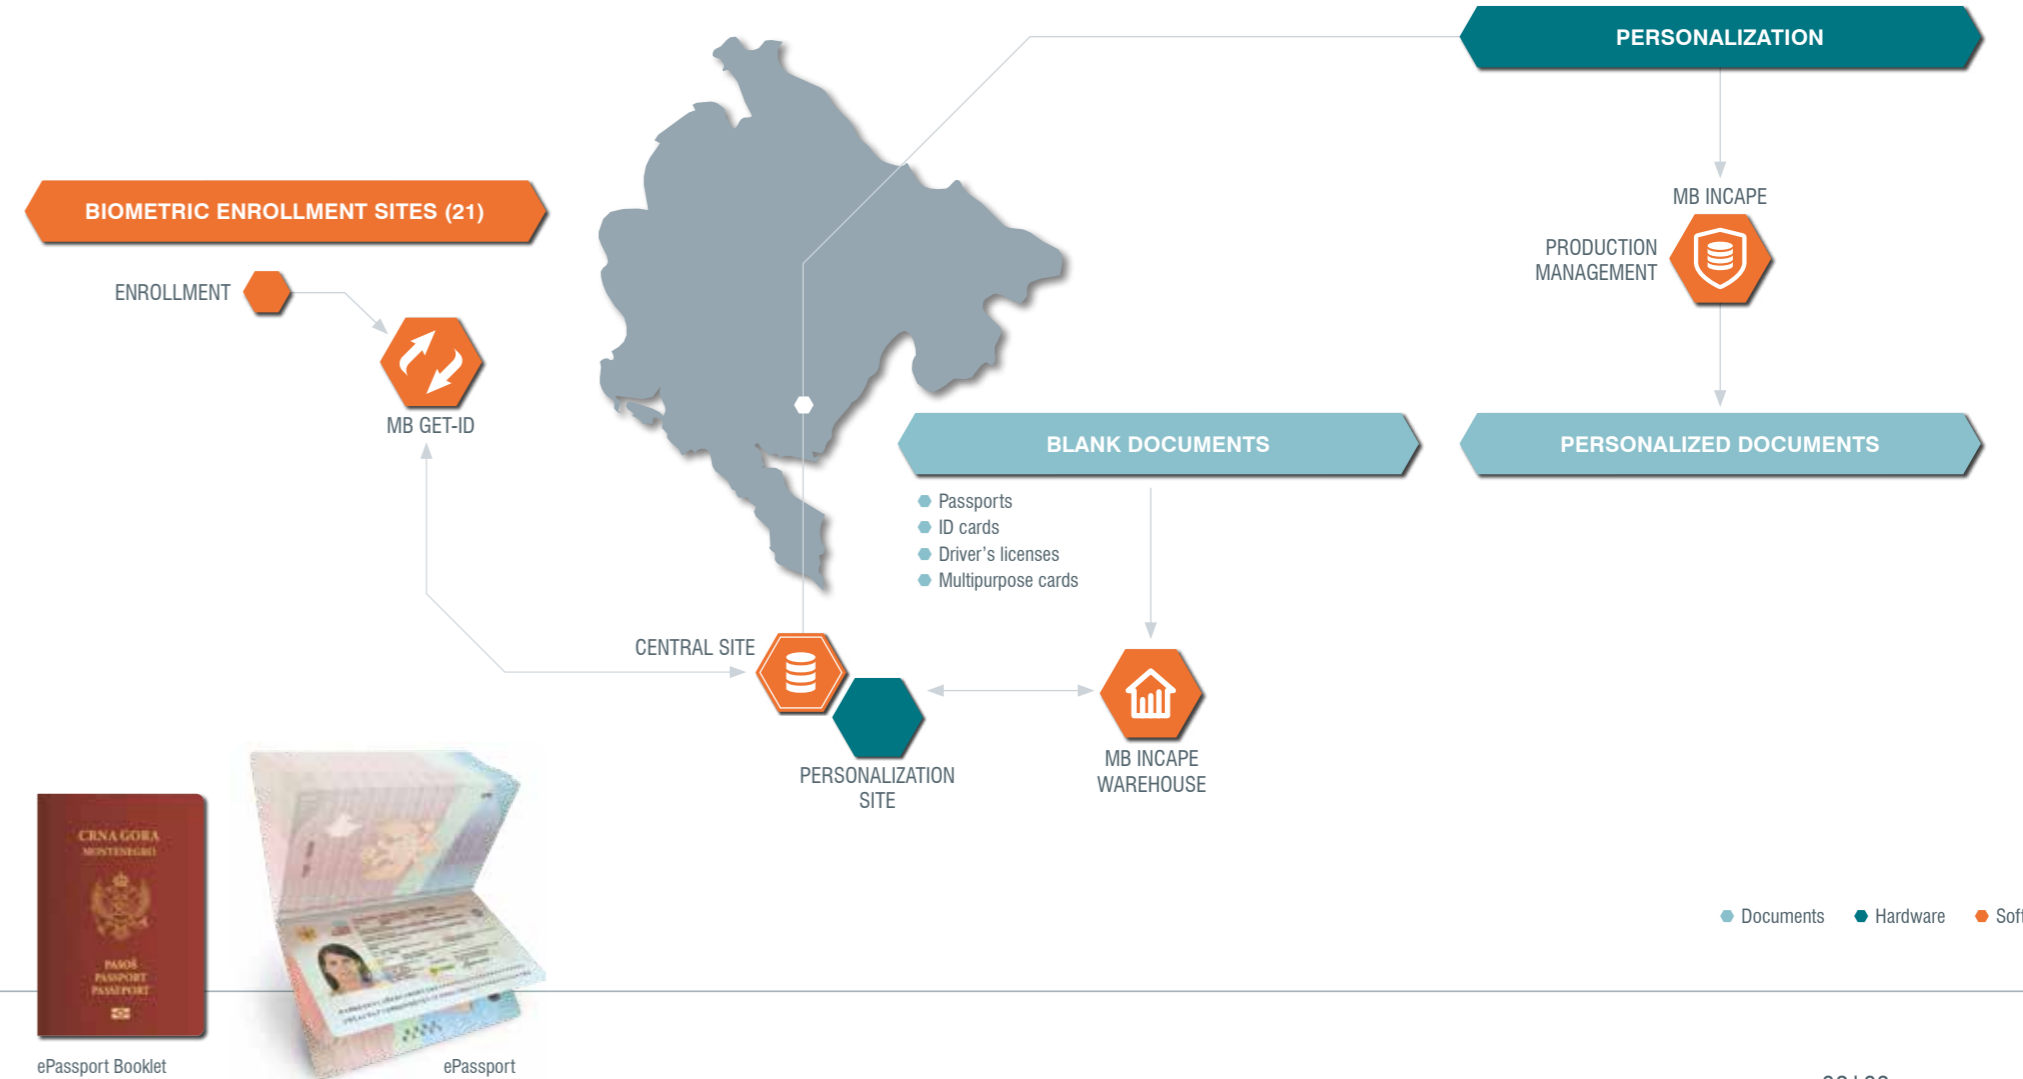 PERSONALIZATION
MB INCAPE
PRODUCTION
MANAGEMENT
BIOMETRIC ENROLLMENT SITES (21)
ENROLLMENT
MB GET-ID
BLANK DOCUMENTS
Passports
ID cards
Driver's licenses
Multipurpose cards
PERSONALIZED DOCUMENTS
CENTRAL SITE
PERSONALIZATION
SITE
MB INCAPE
WAREHOUSE
CRNA GORA
MONTENEGRO
PASOŠ
PASSPORT
PASSEPORT
Documents
Hardware
Soft
ePassport Booklet
ePassport